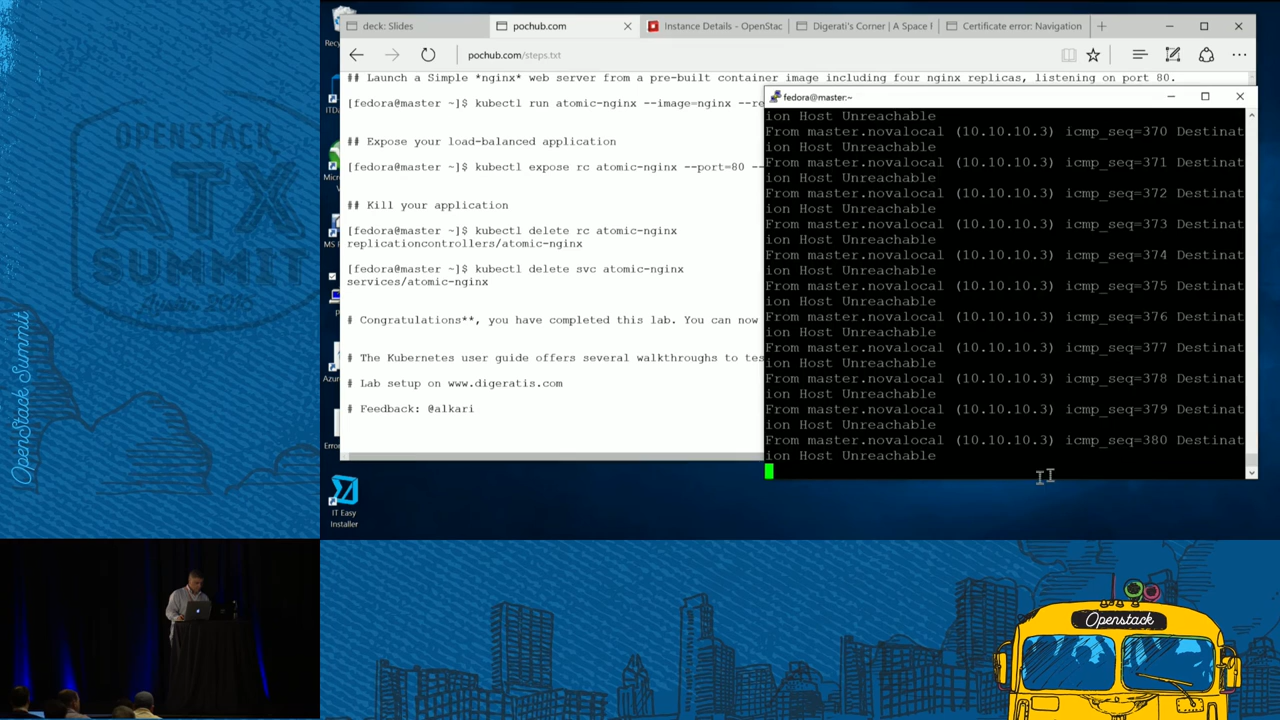 OPENSTACK
ATX
SUMMIT
Austin
OpenStack Summit
deck: Slides
pochub.com
Instance Details - OpenStac
Digerati's Corner | A Space F
Certificate error: Navigation
pochub.com/steps.txt
## Launch a Simple *nginx* web server from a pre-built container image including four nginx replicas, listening on port 80.
[fedora@master ~]$ kubectl run atomic-nginx --image=nginx --re
## Expose your load-balanced application
[fedora@master ~]$ kubectl expose rc atomic-nginx --port=80 --
## Kill your application
[fedora@master ~]$ kubectl delete rc atomic-nginx
replicationcontrollers/atomic-nginx
[fedora@master ~]$ kubectl delete svc atomic-nginx
services/atomic-nginx
# Congratulations**, you have completed this lab. You can now
# The Kubernetes user guide offers several walkthroughs to tes
# Lab setup on www.digeratis.com
# Feedback: @alkari
fedora@master:~
ion Host Unreachable
From master.novalocal (10.10.10.3) icmp_seq=370 Destinat
ion Host Unreachable
From master.novalocal (10.10.10.3) icmp_seq=371 Destinat
ion Host Unreachable
From master.novalocal (10.10.10.3) icmp_seq=372 Destinat
ion Host Unreachable
From master.novalocal (10.10.10.3) icmp_seq=373 Destinat
ion Host Unreachable
From master.novalocal (10.10.10.3) icmp_seq=374 Destinat
ion Host Unreachable
From master.novalocal (10.10.10.3) icmp_seq=375 Destinat
ion Host Unreachable
From master.novalocal (10.10.10.3) icmp_seq=376 Destinat
ion Host Unreachable
From master.novalocal (10.10.10.3) icmp_seq=377 Destinat
ion Host Unreachable
From master.novalocal (10.10.10.3) icmp_seq=378 Destinat
ion Host Unreachable
From master.novalocal (10.10.10.3) icmp_seq=379 Destinat
ion Host Unreachable
From master.novalocal (10.10.10.3) icmp_seq=380 Destinat
ion Host Unreachable
Recy
ITDa
Micro
MS P
Azur
Error
IT Easy
Installer
Openstack